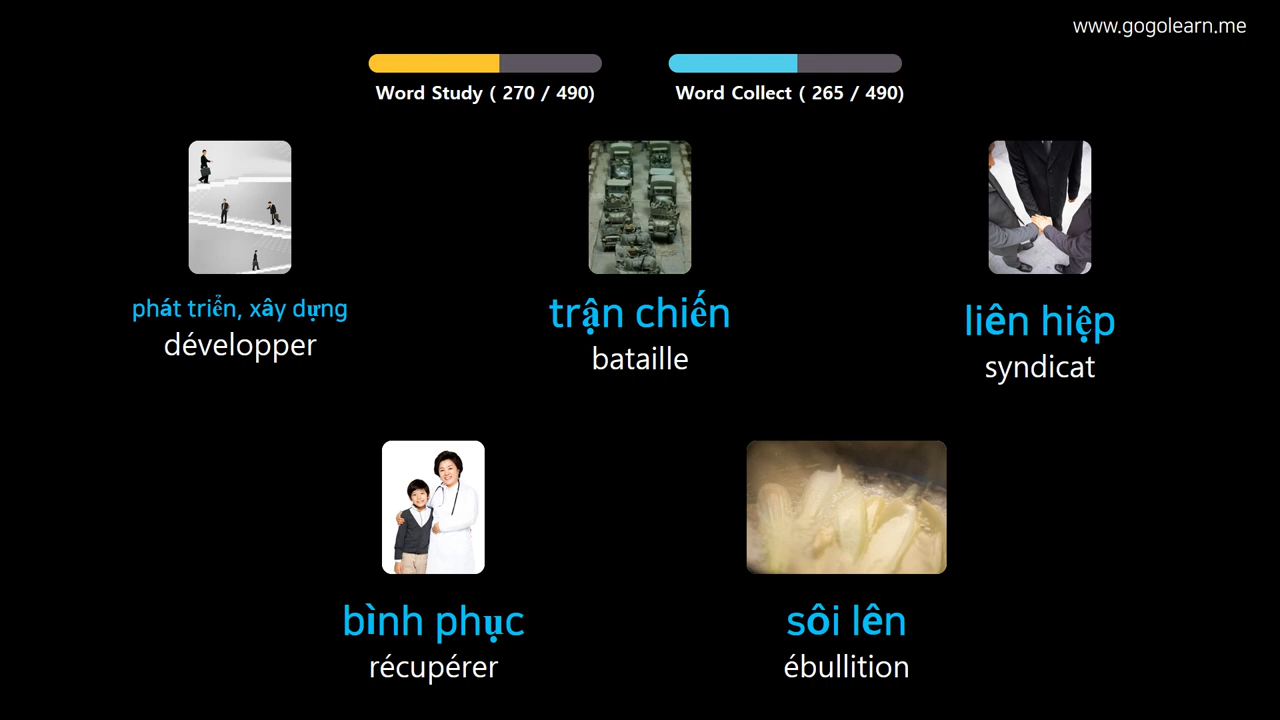 www.gogolearn.me
Word Study ( 270 / 490)
Word Collect ( 265 / 490)
phát triển, xây dựng
développer
trận chiến
bataille
liên hiệp
syndicat
bình phục
récupérer
sôi lên
ébullition